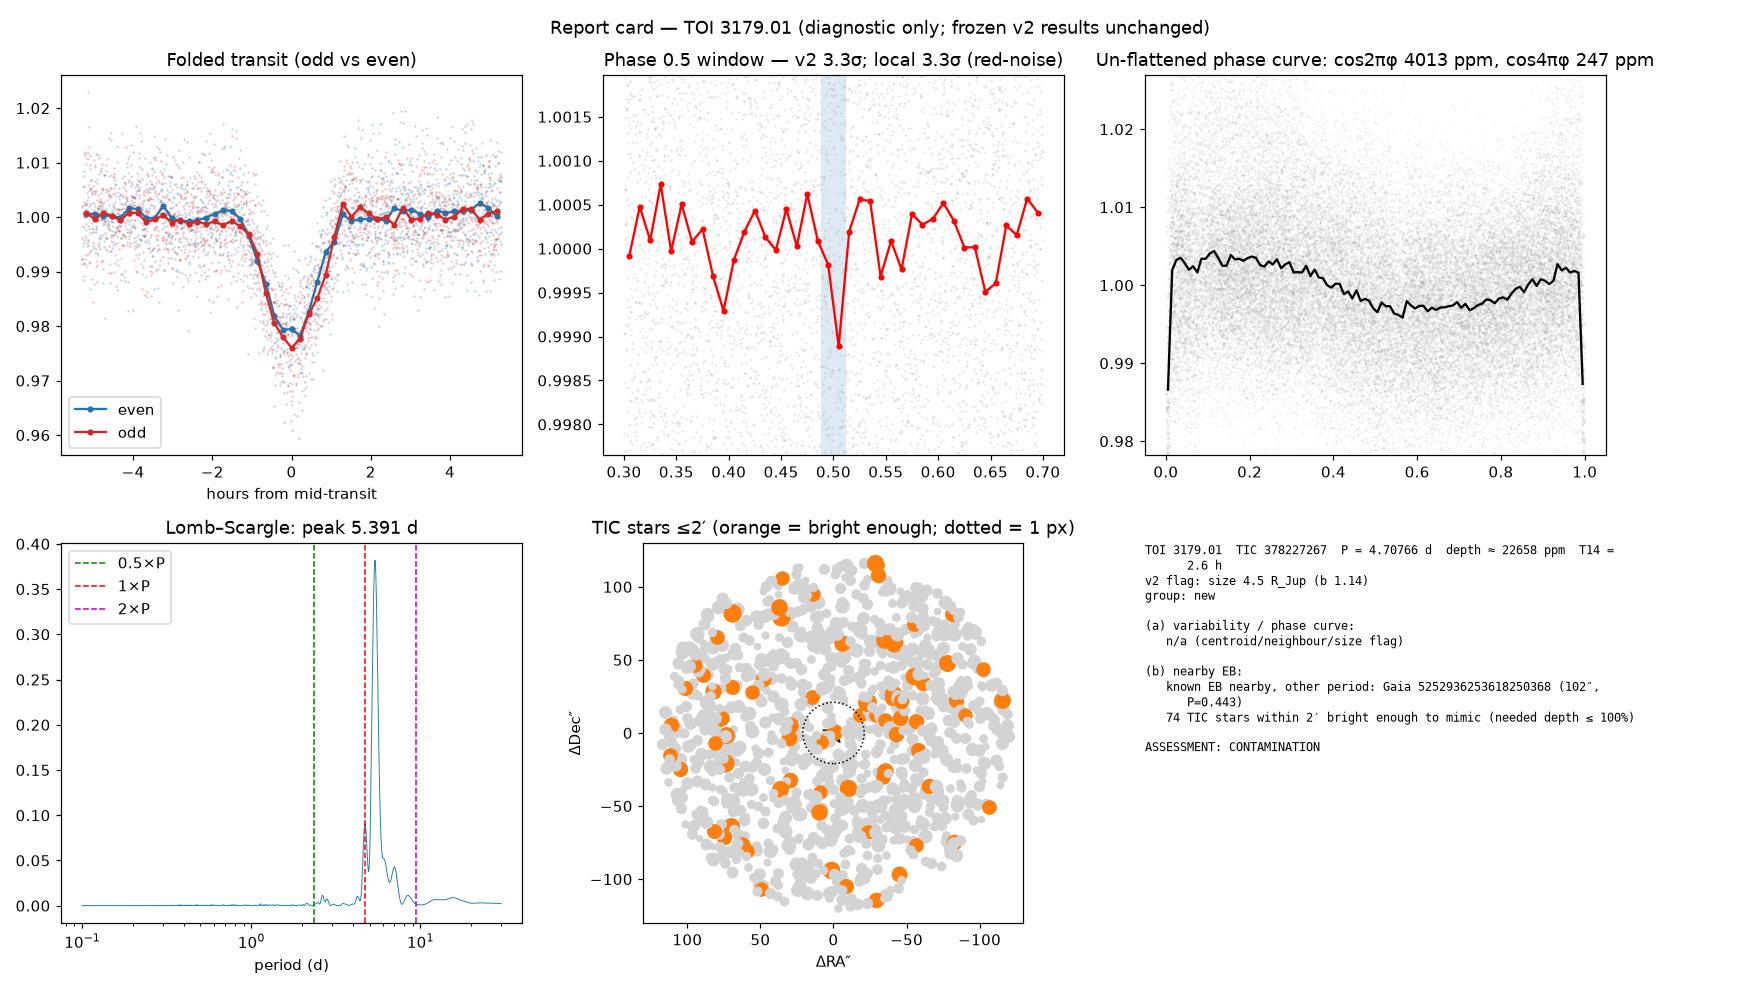 Report card — TOI 3179.01 (diagnostic only; frozen v2 results unchanged)
Folded transit (odd vs even)
1.02
1.01
1.00
0.99
0.98
0.97
0.96
even
odd
−4
−2
0
2
4
hours from mid-transit
Phase 0.5 window — v2 3.3σ; local 3.3σ (red-noise)
1.0015
1.0010
1.0005
1.0000
0.9995
0.9990
0.9985
0.9980
0.30
0.35
0.40
0.45
0.50
0.55
0.60
0.65
0.70
Un-flattened phase curve: cos2πφ 4013 ppm, cos4πφ 247 ppm
1.02
1.01
1.00
0.99
0.98
0.0
0.2
0.4
0.6
0.8
1.0
Lomb–Scargle: peak 5.391 d
0.40
0.35
0.30
0.25
0.20
0.15
0.10
0.05
0.00
0.5×P
1×P
2×P
10⁻¹
10⁰
10¹
period (d)
TIC stars ≤2′ (orange = bright enough; dotted = 1 px)
100
50
0
−50
−100
ΔDec″
100
50
0
−50
−100
ΔRA″
TOI 3179.01  TIC 378227267  P = 4.70766 d  depth ≈ 22658 ppm  T14 =
2.6 h
v2 flag: size 4.5 R_Jup (b 1.14)
group: new
(a) variability / phase curve:
n/a (centroid/neighbour/size flag)
(b) nearby EB:
known EB nearby, other period: Gaia 5252936253618250368 (102″,
P=0.443)
74 TIC stars within 2′ bright enough to mimic (needed depth ≤ 100%)
ASSESSMENT: CONTAMINATION